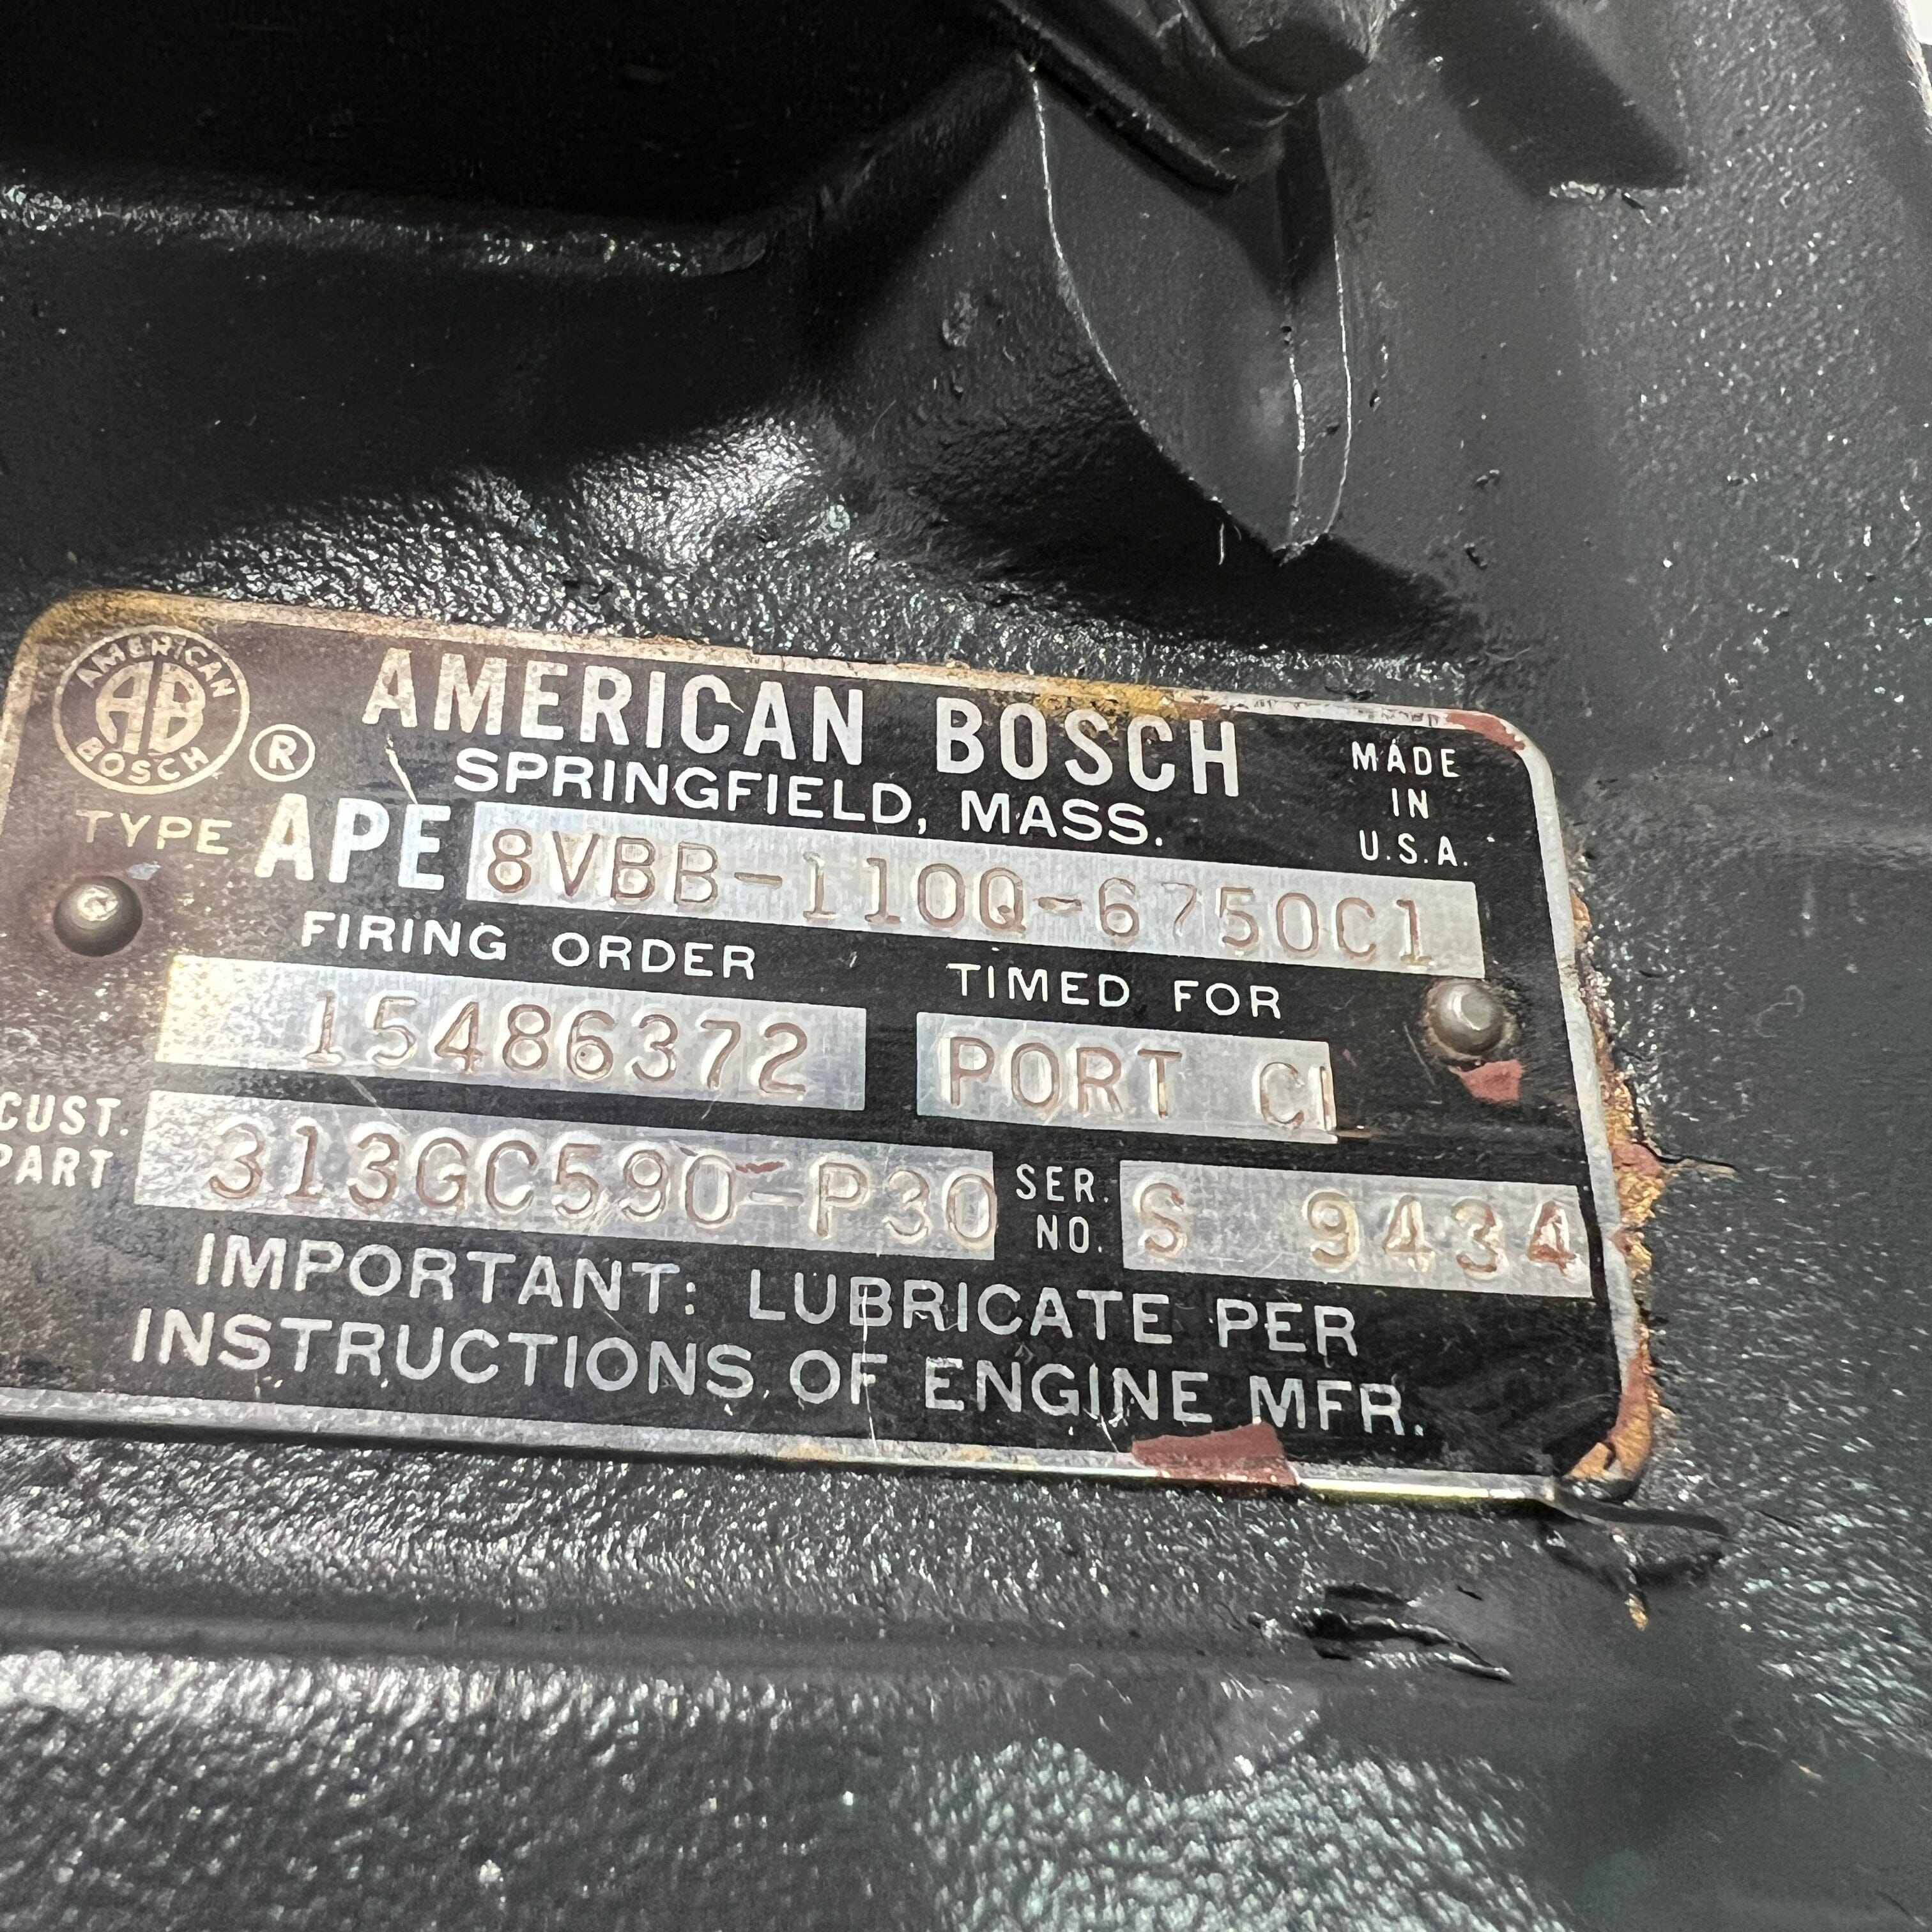 AMERICAN
AB
BOSCH
®
AMERICAN BOSCH
SPRINGFIELD, MASS.
MADE
IN
U.S.A.
TYPE APE 8VBB-110Q-6750C1
FIRING ORDER
TIMED FOR
15486372
PORT CL
CUST.
PART
313GC590-P30
SER.
NO.
S 9434
IMPORTANT: LUBRICATE PER
INSTRUCTIONS OF ENGINE MFR.